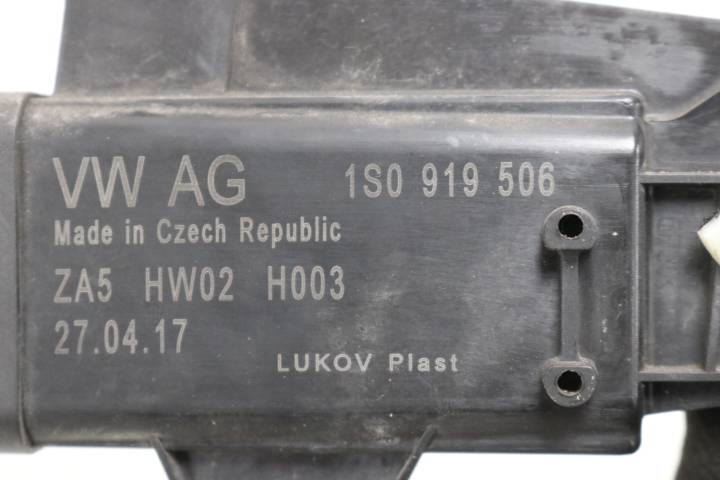 VW AG 1S0 919 506
Made in Czech Republic
ZA5 HW02 H003
27.04.17
LUKOV Plast